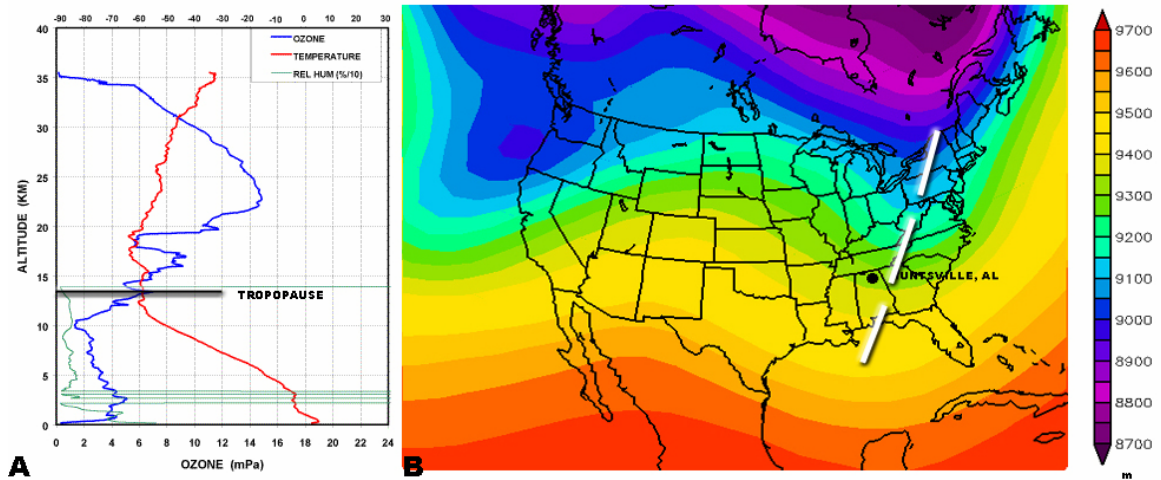 -90 -80 -70 -60 -50 -40 -30 -20 -10 0 10 20 30
OZONE
TEMPERATURE
REL HUM (%/10)
40
35
30
25
20
15
10
5
0
ALTITUDE (KM)
TROPOPAUSE
0 2 4 6 8 10 12 14 16 18 20 22 24
OZONE (mPa)
A
UNTSVILLE, AL
B
9700
9600
9500
9400
9300
9200
9100
9000
8900
8800
8700
m